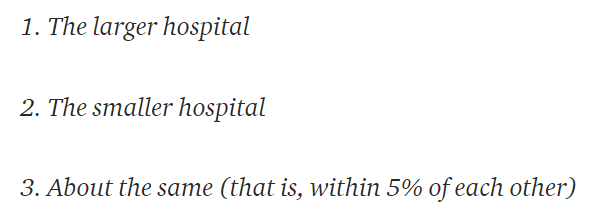 1. The larger hospital
2. The smaller hospital
3. About the same (that is, within 5% of each other)